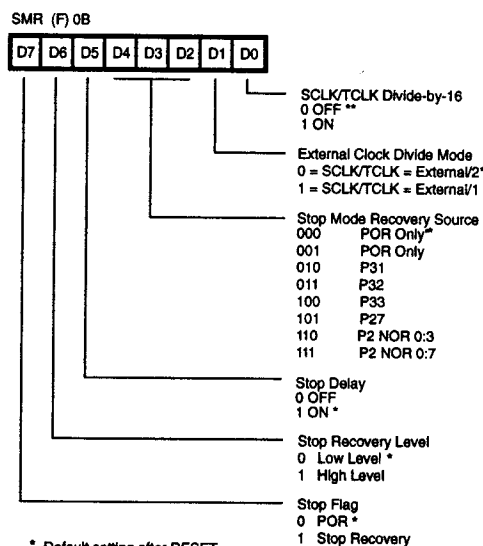 SMR (F) 0B
D7 D6 D5 D4 D3 D2 D1 D0
SCLK/TCLK Divide-by-16
0 OFF **
1 ON
External Clock Divide Mode
0 = SCLK/TCLK = External/2*
1 = SCLK/TCLK = External/1
Stop Mode Recovery Source
000 POR Only*
001 POR Only
010 P31
011 P32
100 P33
101 P27
110 P2 NOR 0:3
111 P2 NOR 0:7
Stop Delay
0 OFF
1 ON *
Stop Recovery Level
0 Low Level *
1 High Level
Stop Flag
0 POR *
1 Stop Recovery
* Default setting after RESET